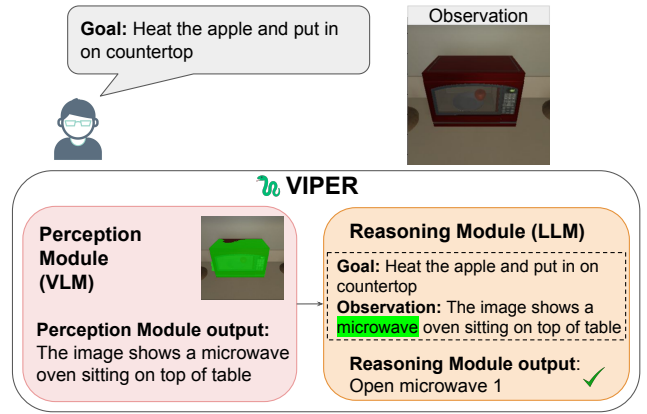 Goal: Heat the apple and put in
on countertop
Observation
VIPER
Perception
Module
(VLM)
Perception Module output:
The image shows a microwave
oven sitting on top of table
Reasoning Module (LLM)
Goal: Heat the apple and put in on
countertop
Observation: The image shows a
microwave oven sitting on top of table
Reasoning Module output:
Open microwave 1